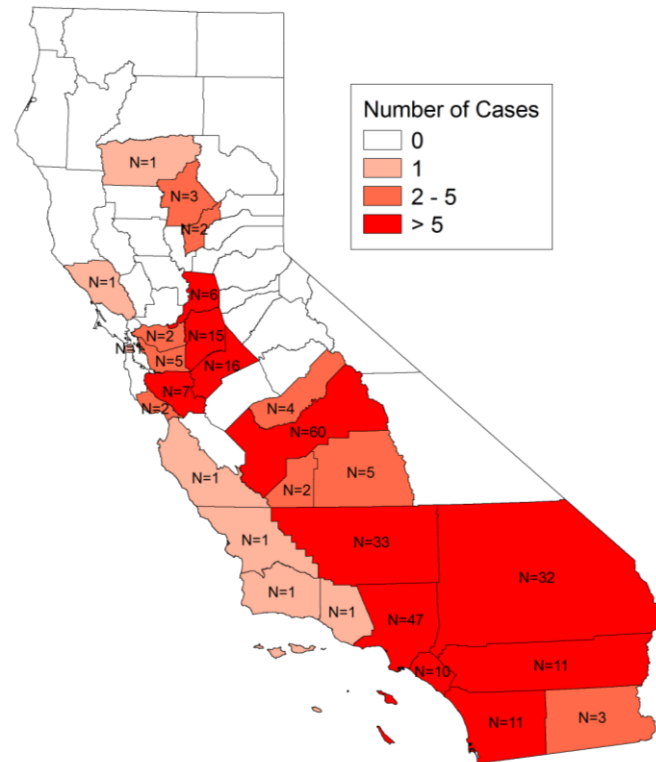 Number of Cases
0
1
2 - 5
> 5
N=1
N=3
N=2
N=1
N=6
N=2
N=15
N=5
N=16
N=7
N=2
N=4
N=60
N=1
N=2
N=5
N=1
N=33
N=32
N=1
N=1
N=47
N=10
N=11
N=11
N=3